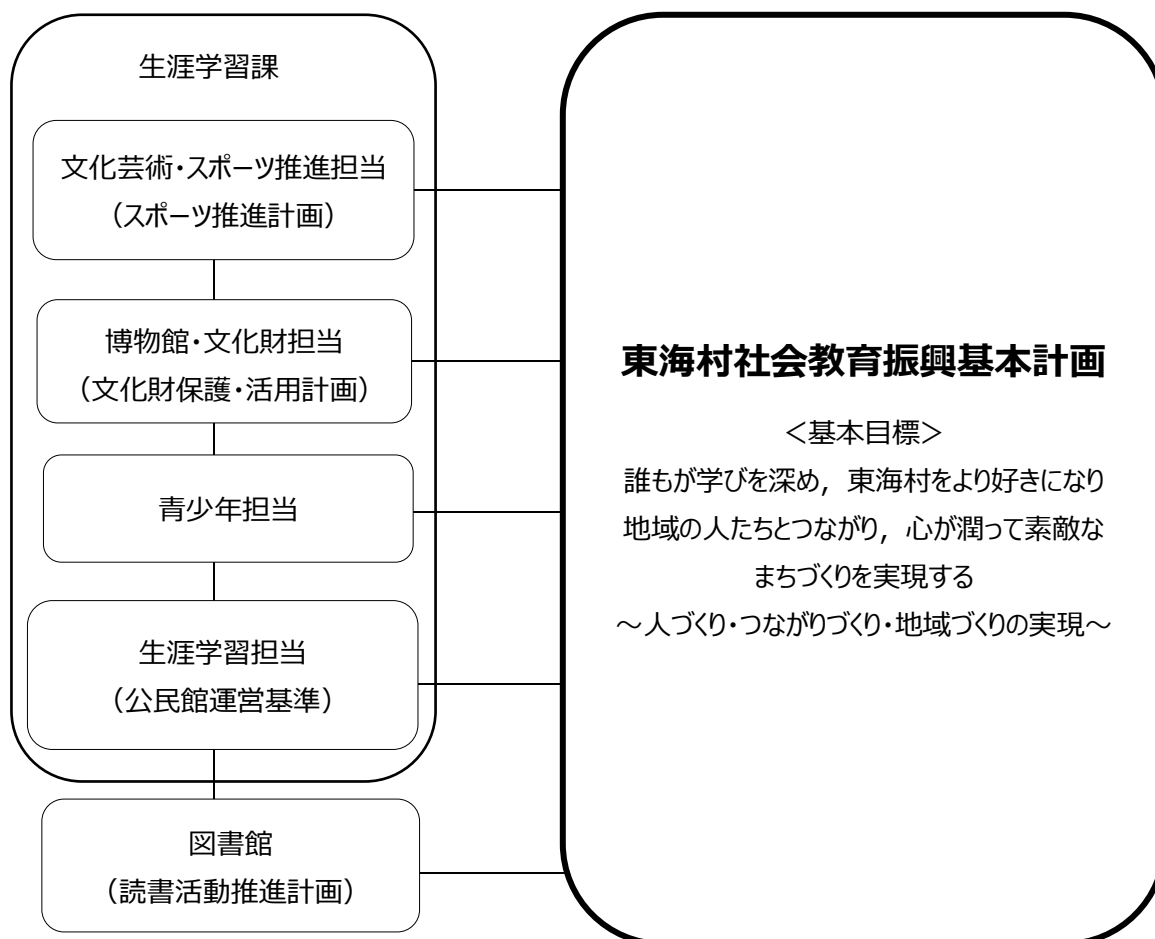 生涯学習課
文化芸術・スポーツ推進担当
（スポーツ推進計画）
博物館・文化財担当
（文化財保護・活用計画）
青少年担当
生涯学習担当
（公民館運営基準）
図書館
（読書活動推進計画）
東海村社会教育振興基本計画
＜基本目標＞
誰もが学びを深め，東海村をより好きになり
地域の人たちとつながり，心が潤って素敵な
まちづくりを実現する
～人づくり・つながりづくり・地域づくりの実現～